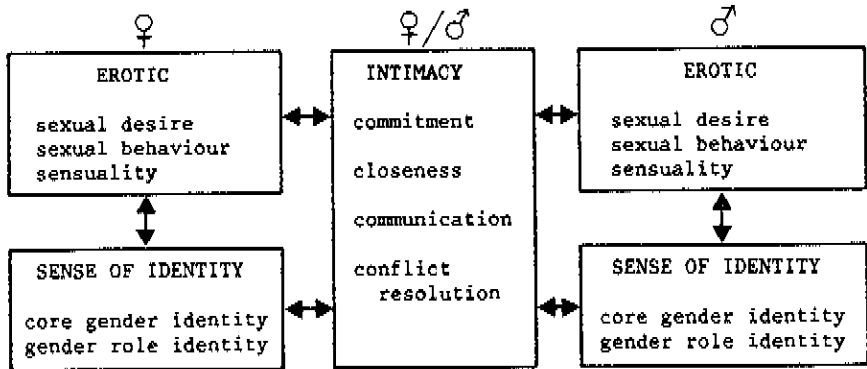 ♀
EROTIC
sexual desire
sexual behaviour
sensuality
SENSE OF IDENTITY
core gender identity
gender role identity
♀/♂
INTIMACY
commitment
closeness
communication
conflict
resolution
♂
EROTIC
sexual desire
sexual behaviour
sensuality
SENSE OF IDENTITY
core gender identity
gender role identity